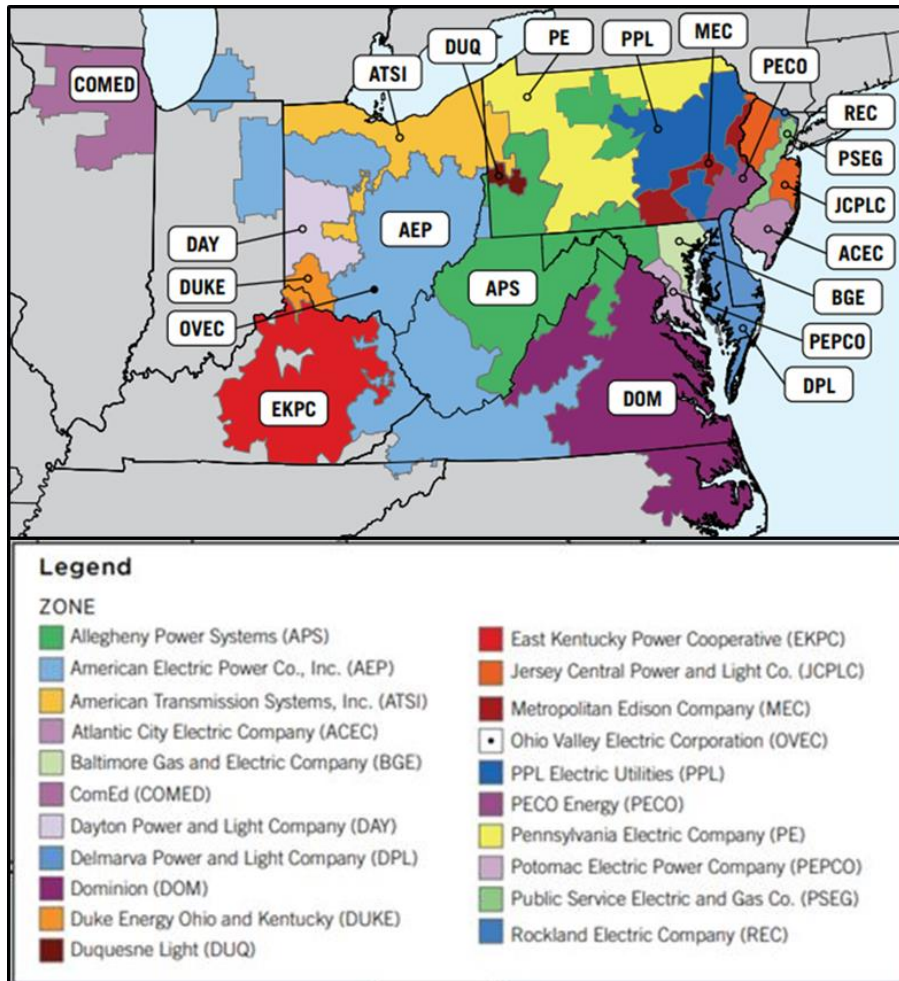 COMED
ATSI
DUQ
PE
PPL
MEC
PECO
REC
PSEG
JCPLC
ACEC
BGE
PEPCO
DPL
DAY
DUKE
OVEC
AEP
APS
EKPC
DOM
Legend
ZONE
Allegheny Power Systems (APS)
American Electric Power Co., Inc. (AEP)
American Transmission Systems, Inc. (ATSI)
Atlantic City Electric Company (ACEC)
Baltimore Gas and Electric Company (BGE)
ComEd (COMED)
Dayton Power and Light Company (DAY)
Delmarva Power and Light Company (DPL)
Dominion (DOM)
Duke Energy Ohio and Kentucky (DUKE)
Duquesne Light (DUQ)
East Kentucky Power Cooperative (EKPC)
Jersey Central Power and Light Co. (JCPLC)
Metropolitan Edison Company (MEC)
Ohio Valley Electric Corporation (OVEC)
PPL Electric Utilities (PPL)
PECO Energy (PECO)
Pennsylvania Electric Company (PE)
Potomac Electric Power Company (PEPCO)
Public Service Electric and Gas Co. (PSEG)
Rockland Electric Company (REC)